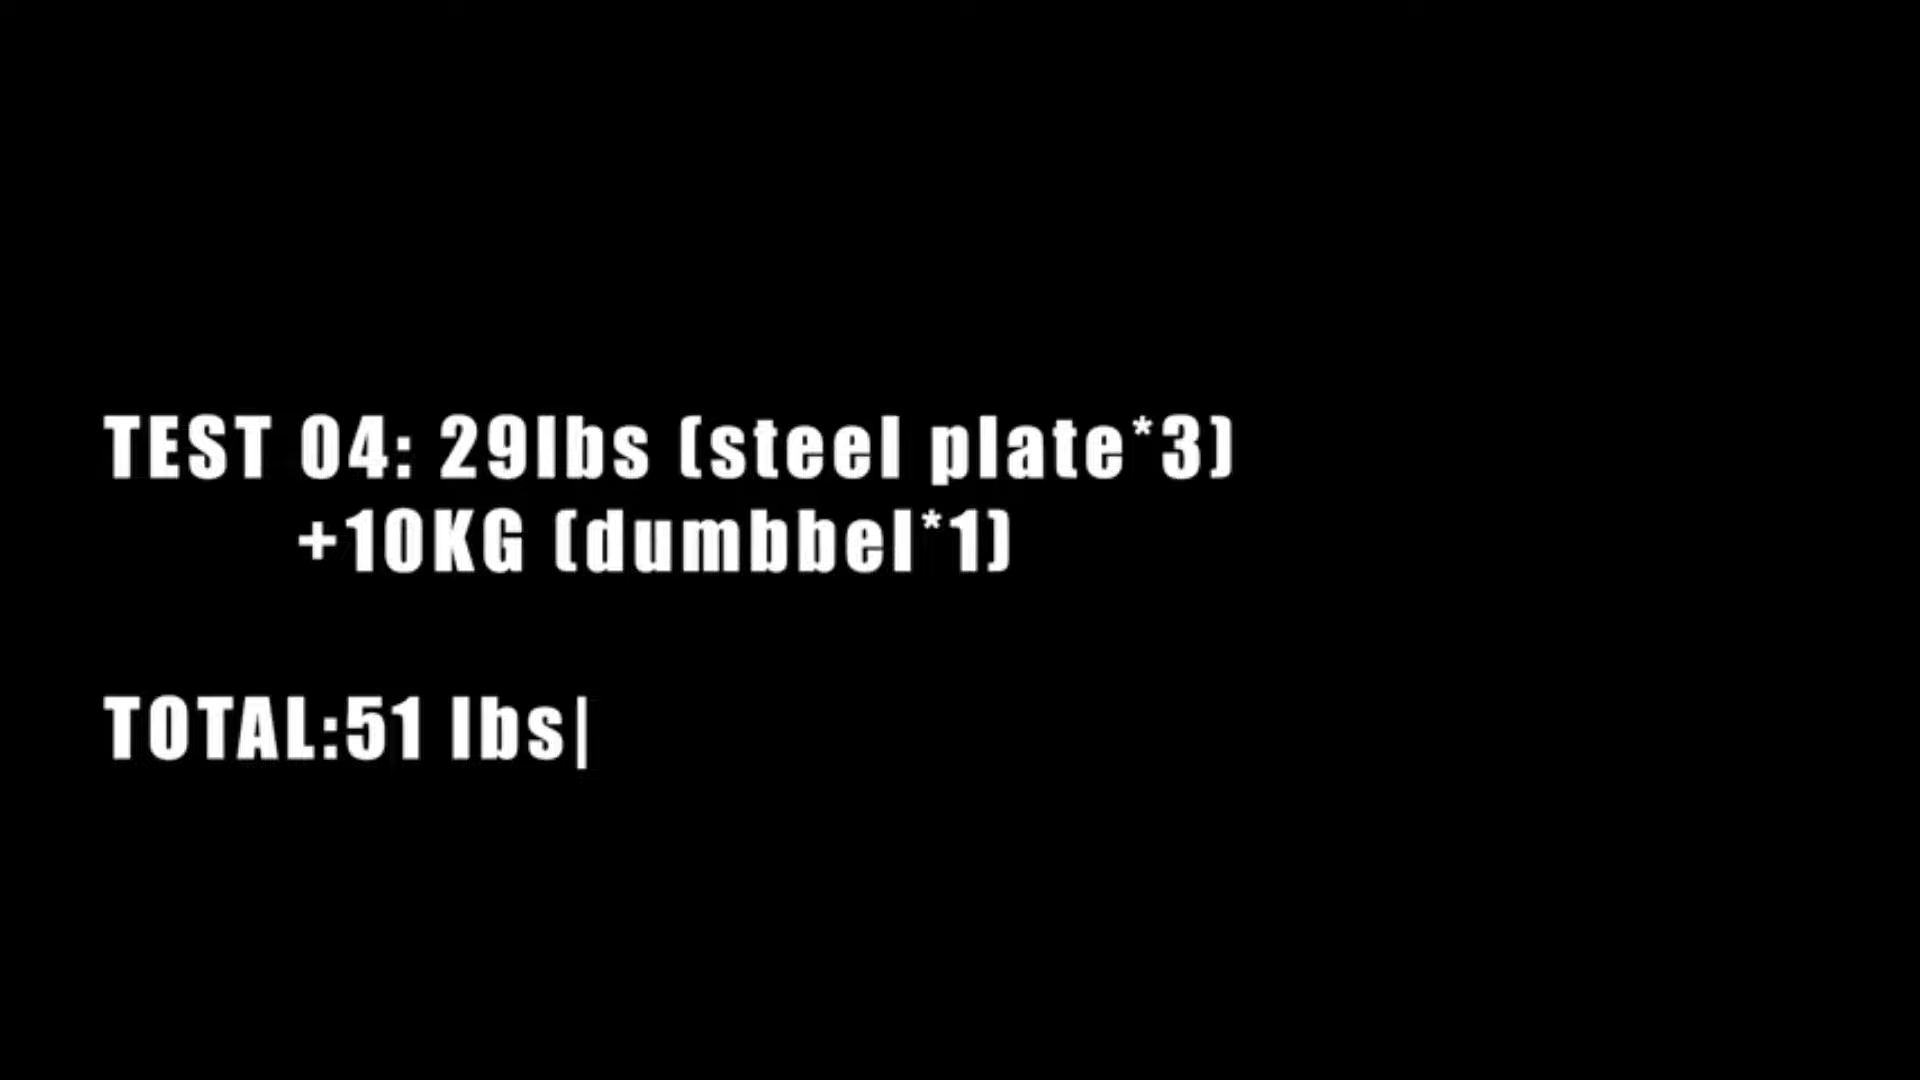 TEST 04: 29lbs (steel plate*3)
+10KG (dumbbel*1)
TOTAL:51 lbs|